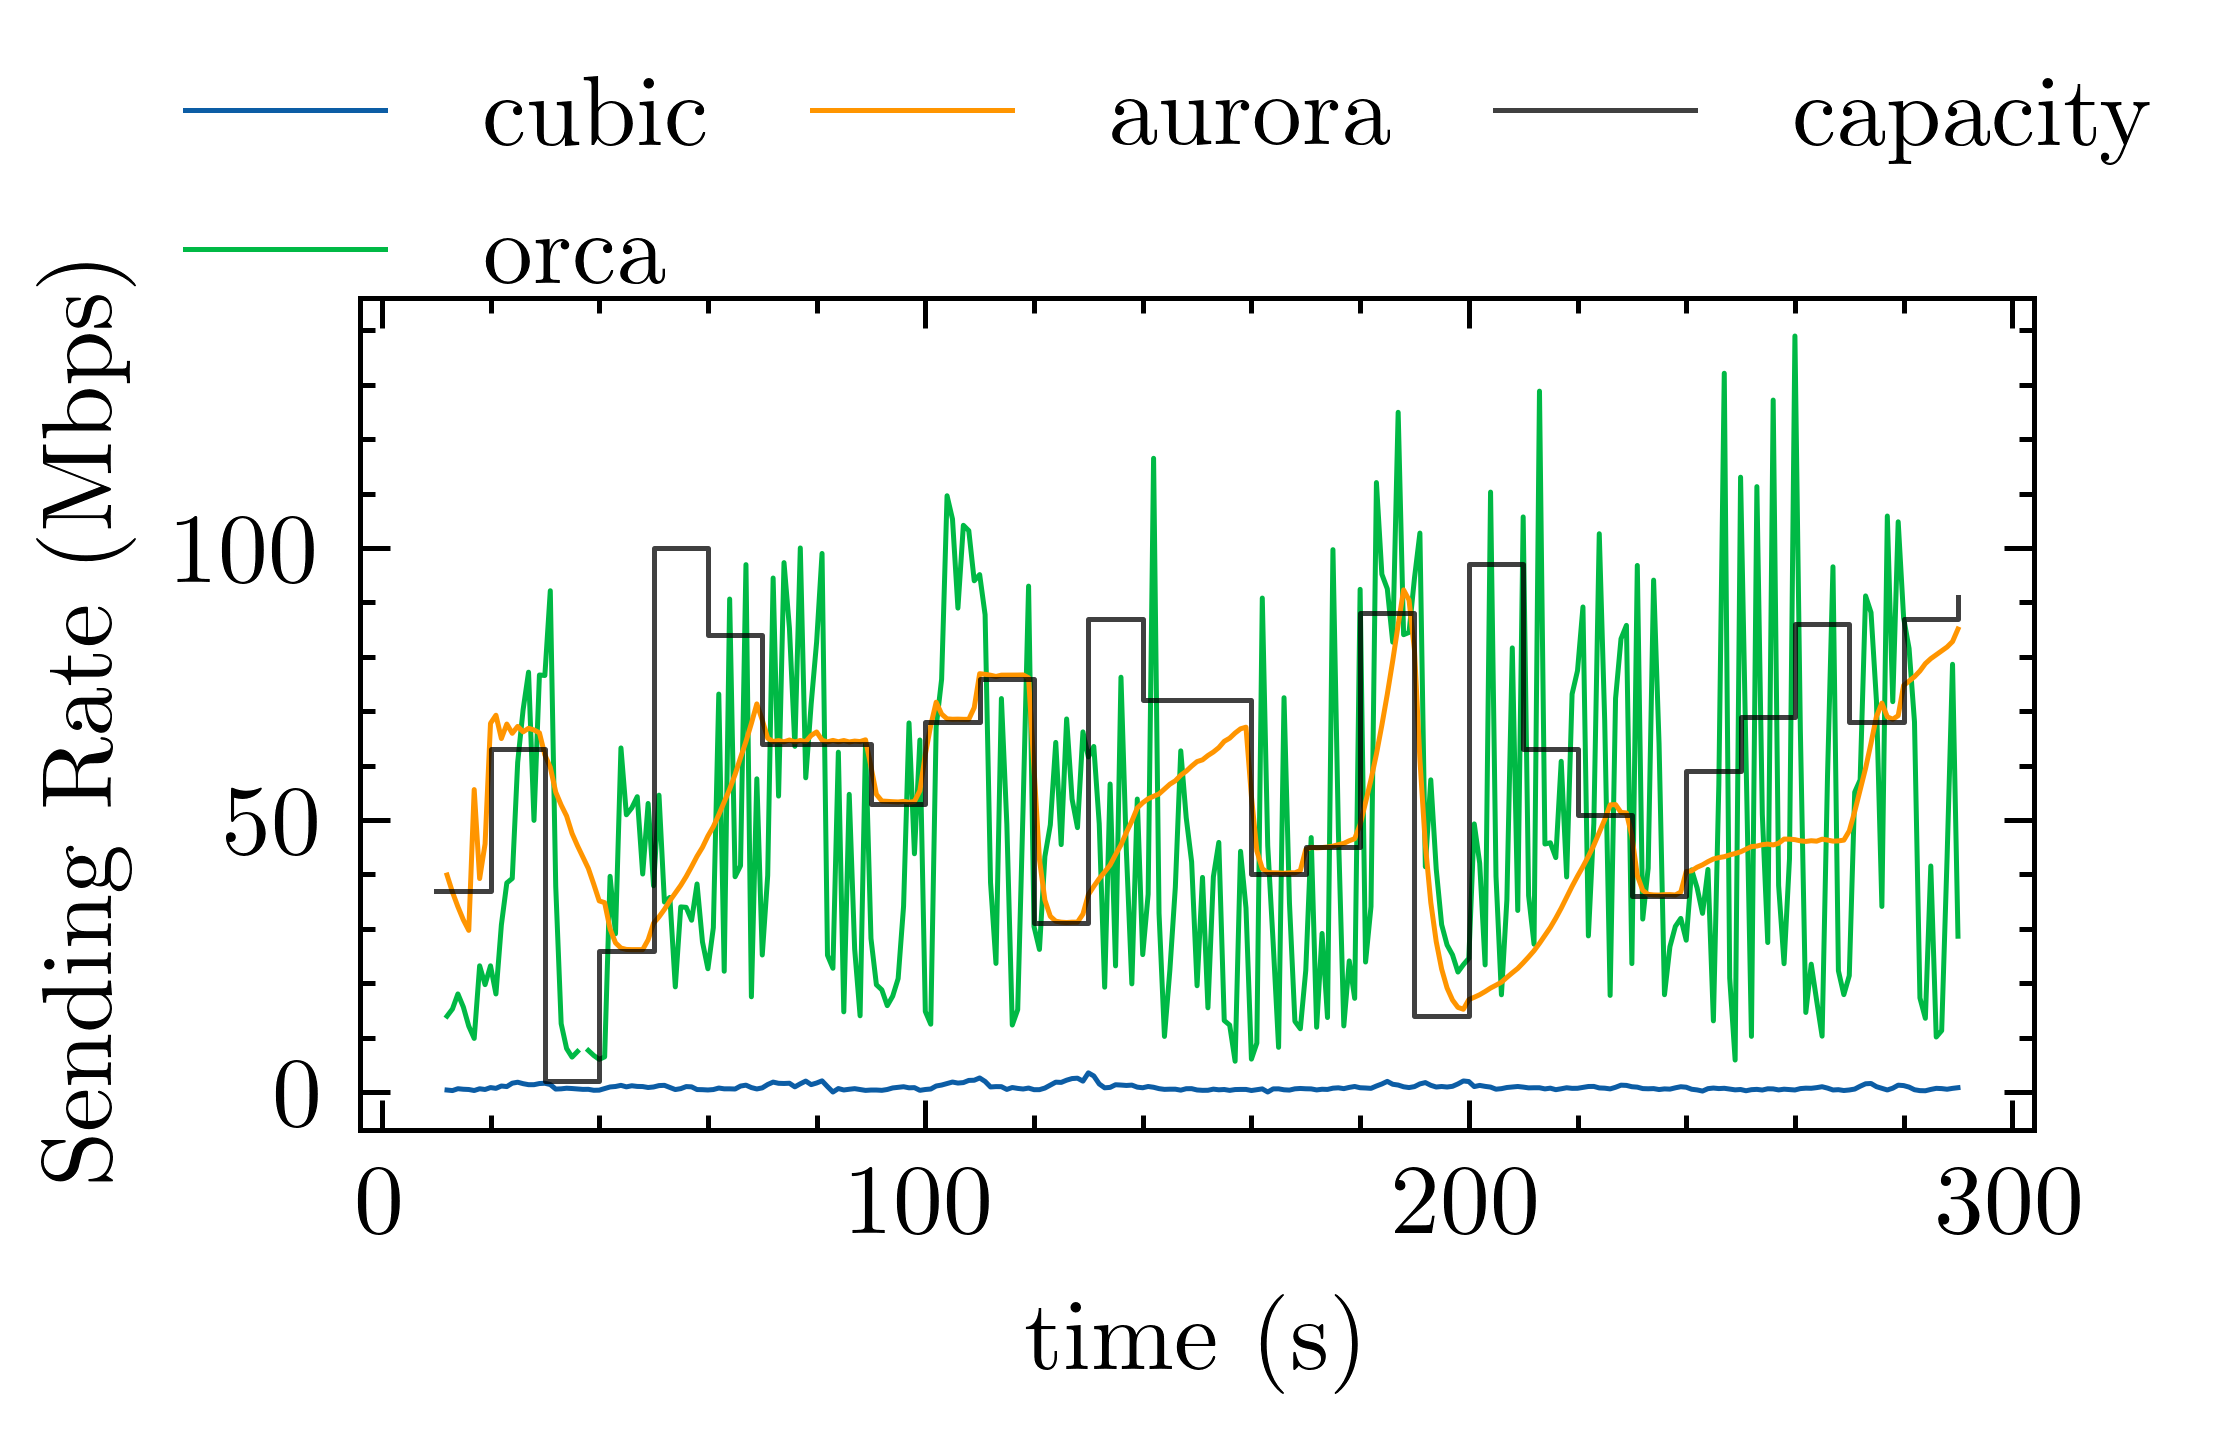 cubic
aurora
capacity
orca
Sending Rate (Mbps)
100
50
0
0
100
200
300
time (s)